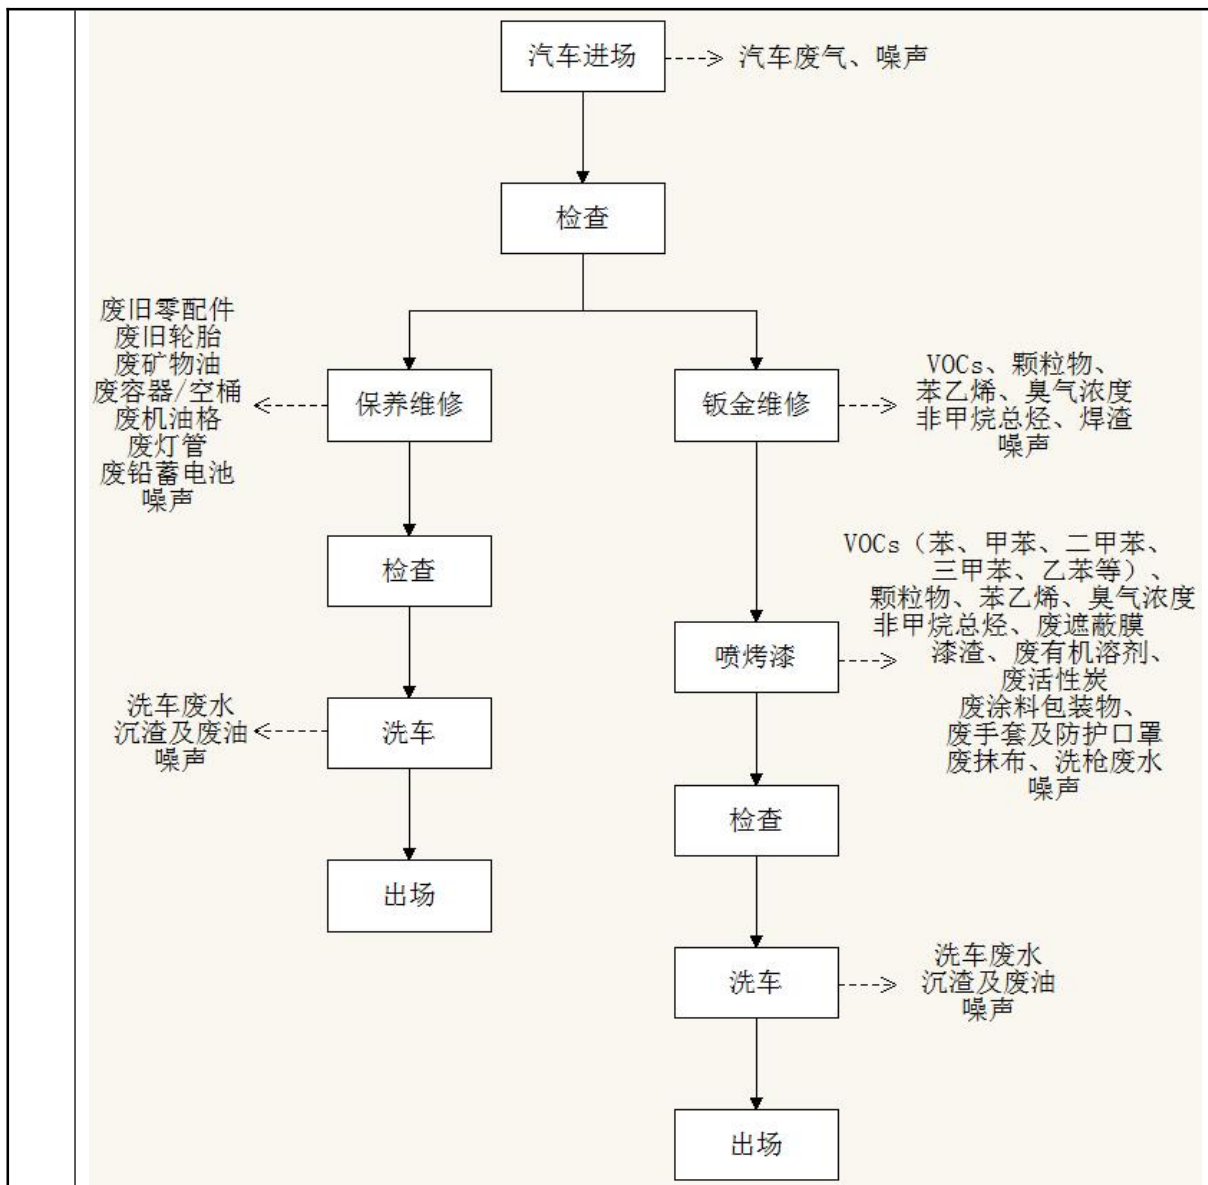 汽车进场
汽车废气、噪声
检查
废旧零配件
废旧轮胎
废矿物油
废容器/空桶
废机油格
废灯管
废铅蓄电池
噪声
保养维修
钣金维修
VOCs、颗粒物、
苯乙烯、臭气浓度
非甲烷总烃、焊渣
噪声
检查
VOCs（苯、甲苯、二甲苯、
三甲苯、乙苯等）、
颗粒物、苯乙烯、臭气浓度
非甲烷总烃、废遮蔽膜
漆渣、废有机溶剂、
废活性炭
废涂料包装物、
废手套及防护口罩
废抹布、洗枪废水
噪声
喷烤漆
洗车废水
沉渣及废油
噪声
洗车
检查
出场
洗车
洗车废水
沉渣及废油
噪声
出场